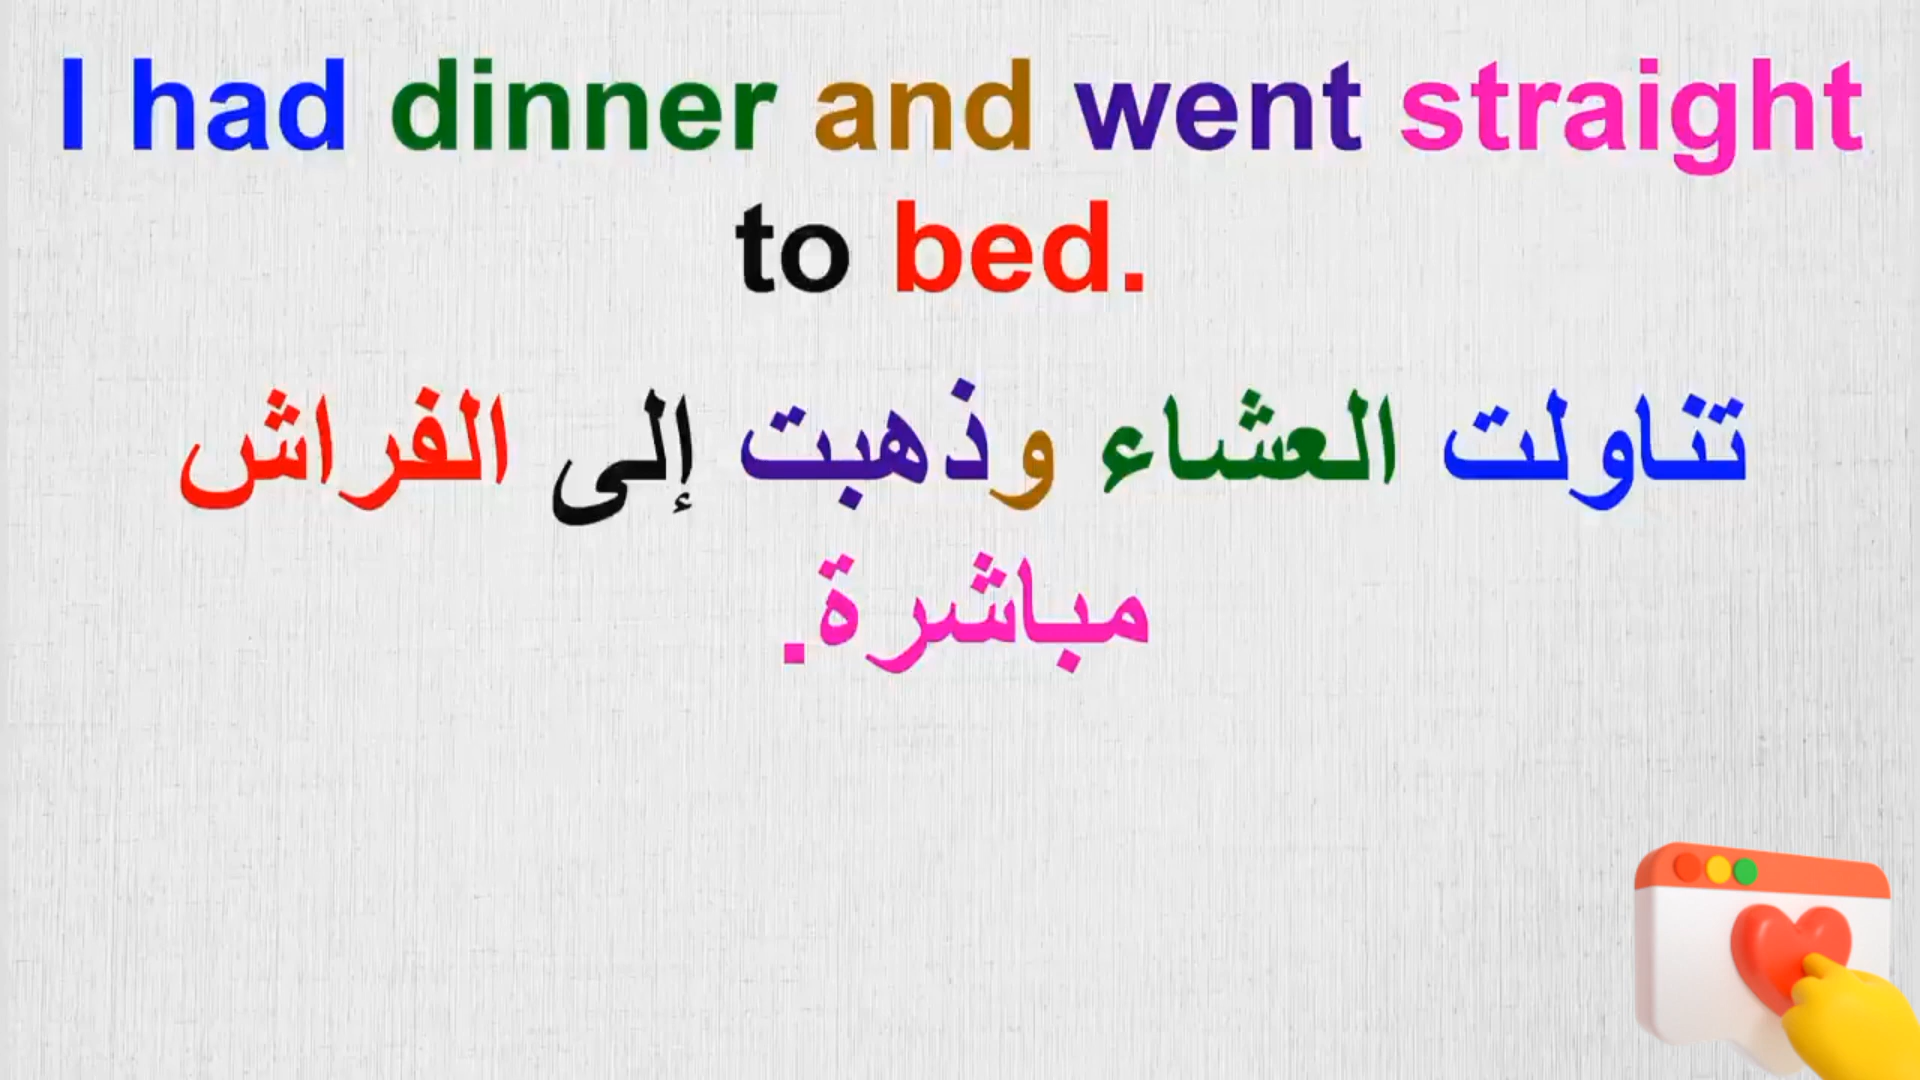 I had dinner and went straight
to bed.
تناولت العشاء وذهبت إلى الفراش
مباشرة.